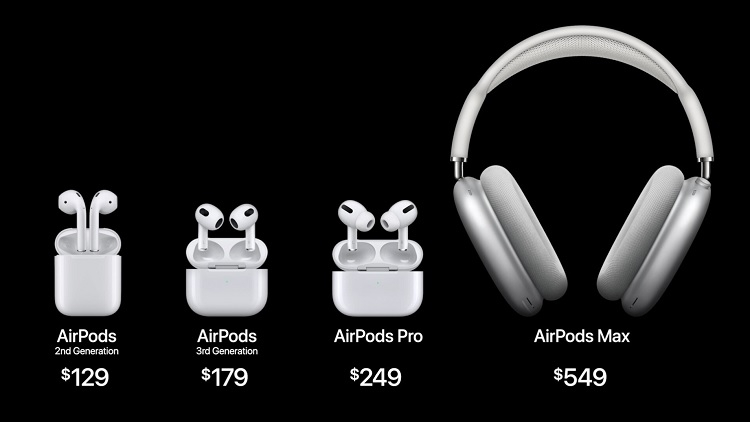 AirPods
2nd Generation
$129
AirPods
3rd Generation
$179
AirPods Pro
$249
AirPods Max
$549